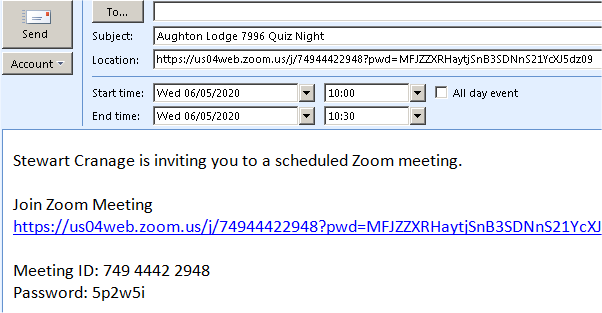 To...
Send
Subject: Aughton Lodge 7996 Quiz Night
Account
Location: https://us04web.zoom.us/j/74944422948?pwd=MFJZZXRHaytjSnB3SDNnS21YcXJ5dz09
Start time: Wed 06/05/2020 10:00 All day event
End time: Wed 06/05/2020 10:30
Stewart Cranage is inviting you to a scheduled Zoom meeting.
Join Zoom Meeting
https://us04web.zoom.us/j/74944422948?pwd=MFJZZXRHaytjSnB3SDNnS21YcXJ
Meeting ID: 749 4442 2948
Password: 5p2w5i